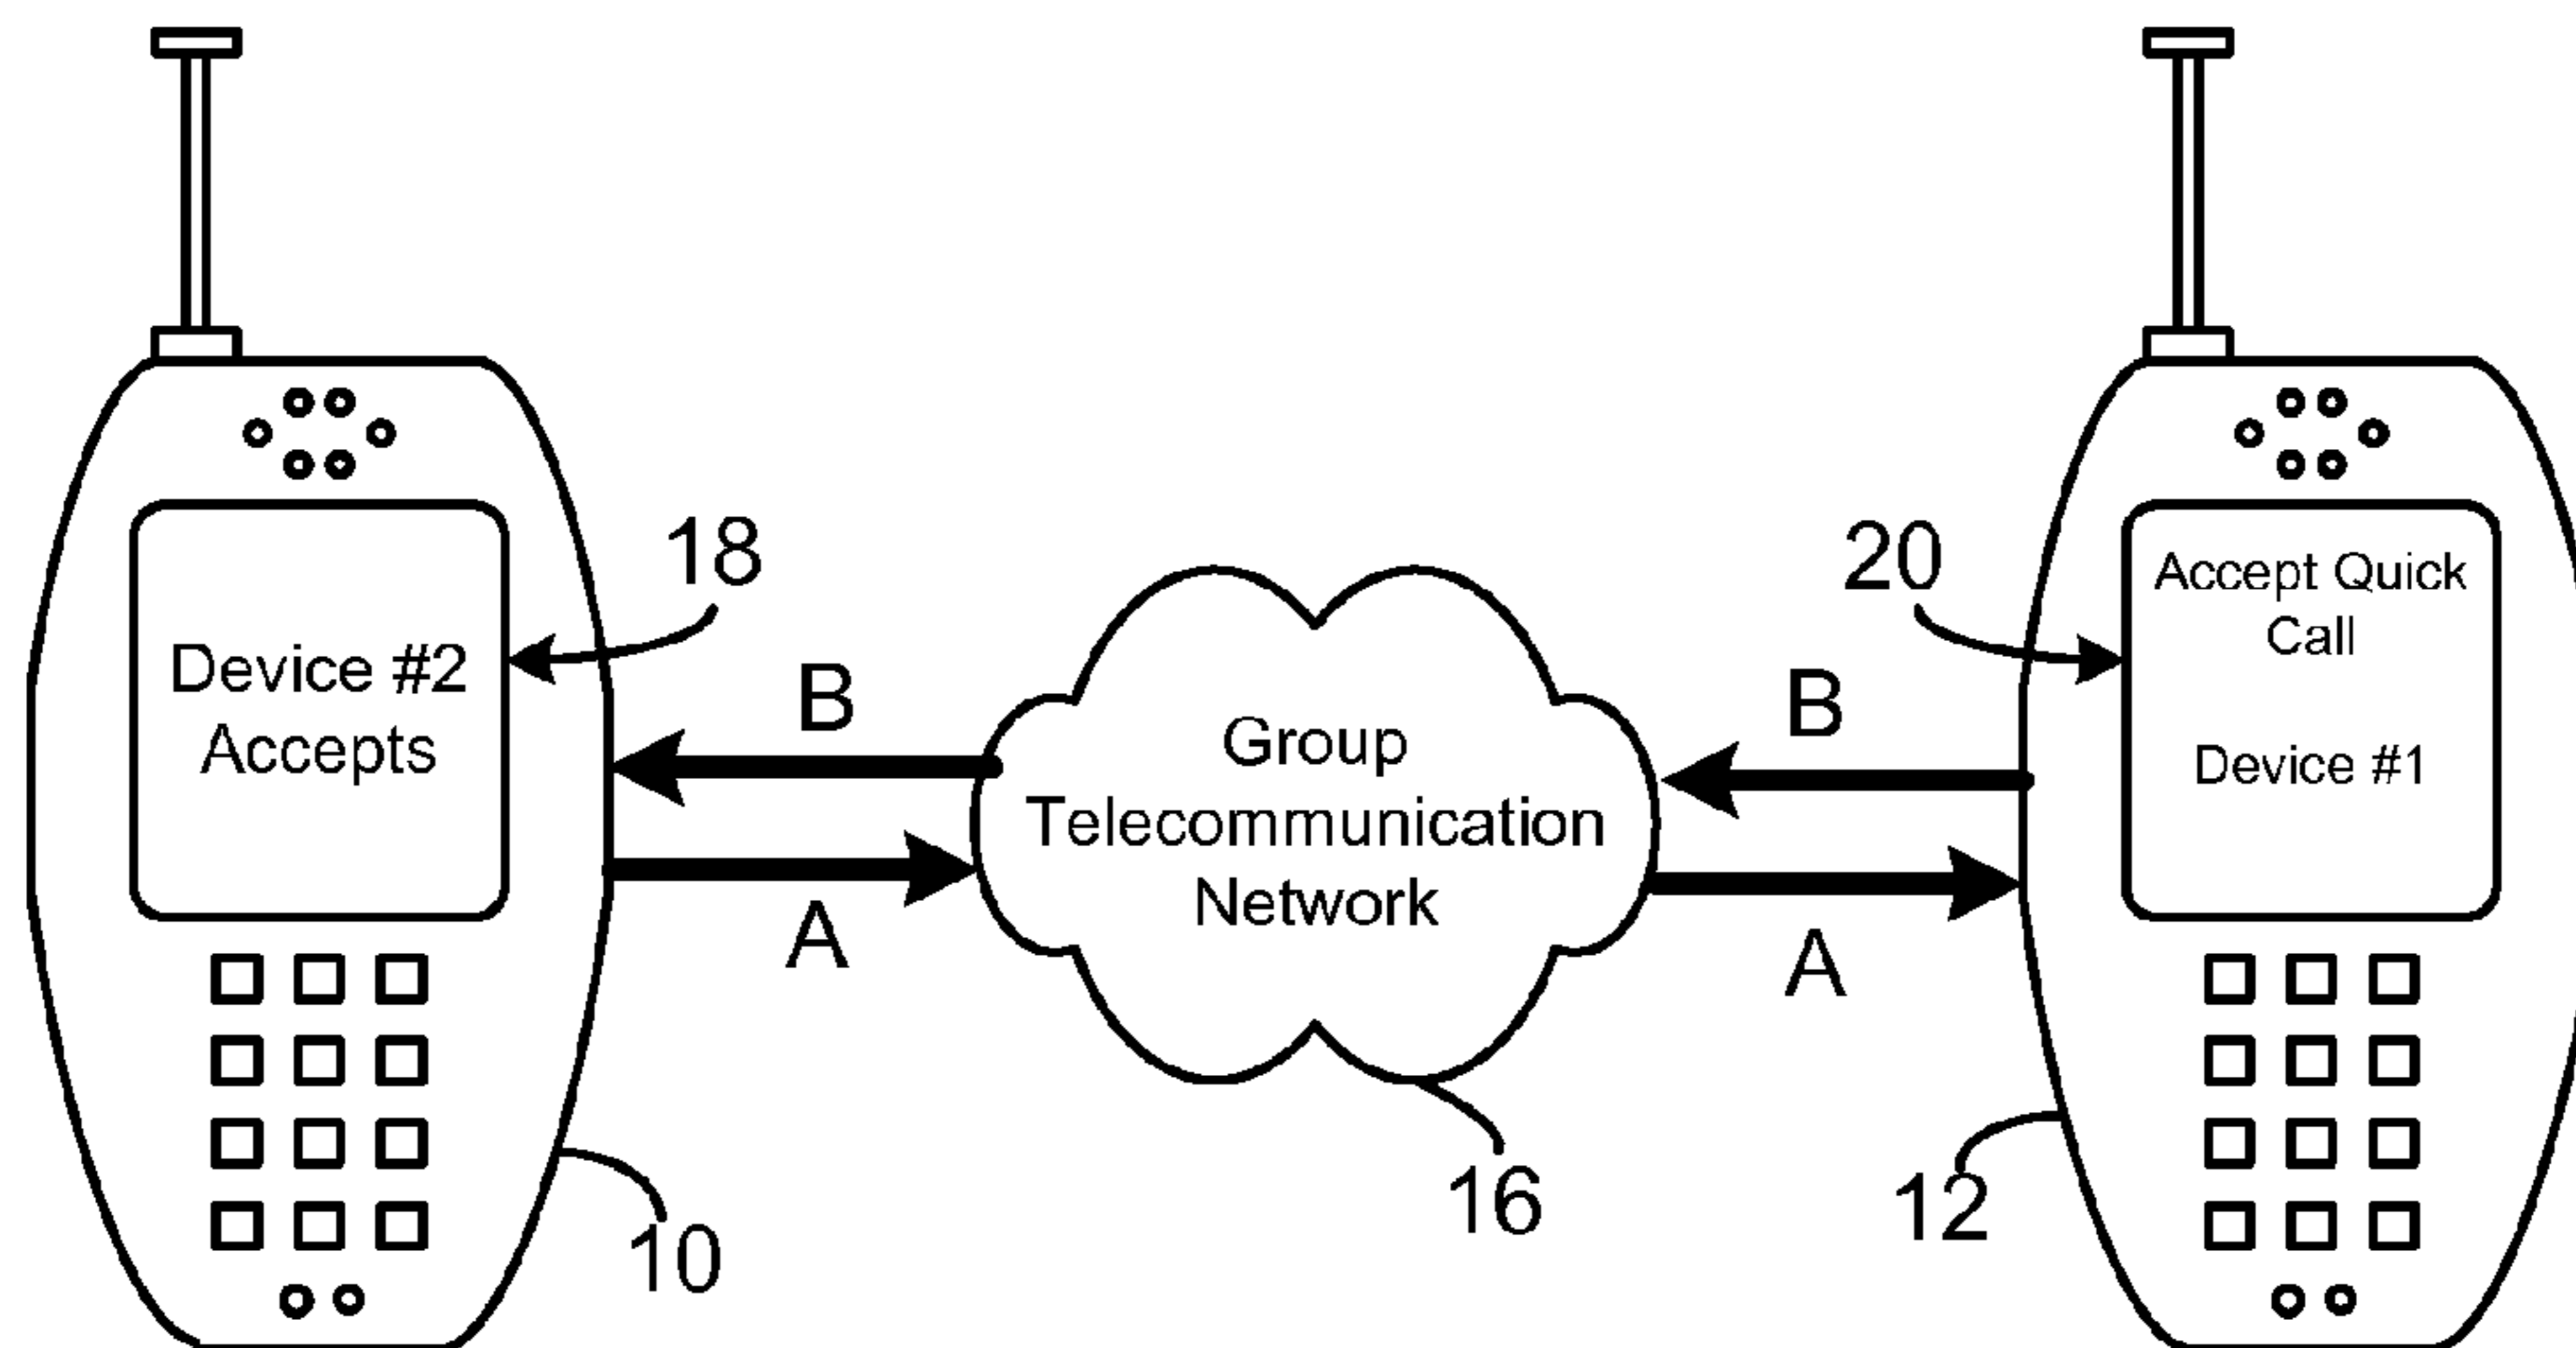 18
20
Device #2
Accepts
Accept Quick
Call
Device #1
B
B
Group
Telecommunication
Network
A
A
10
16
12